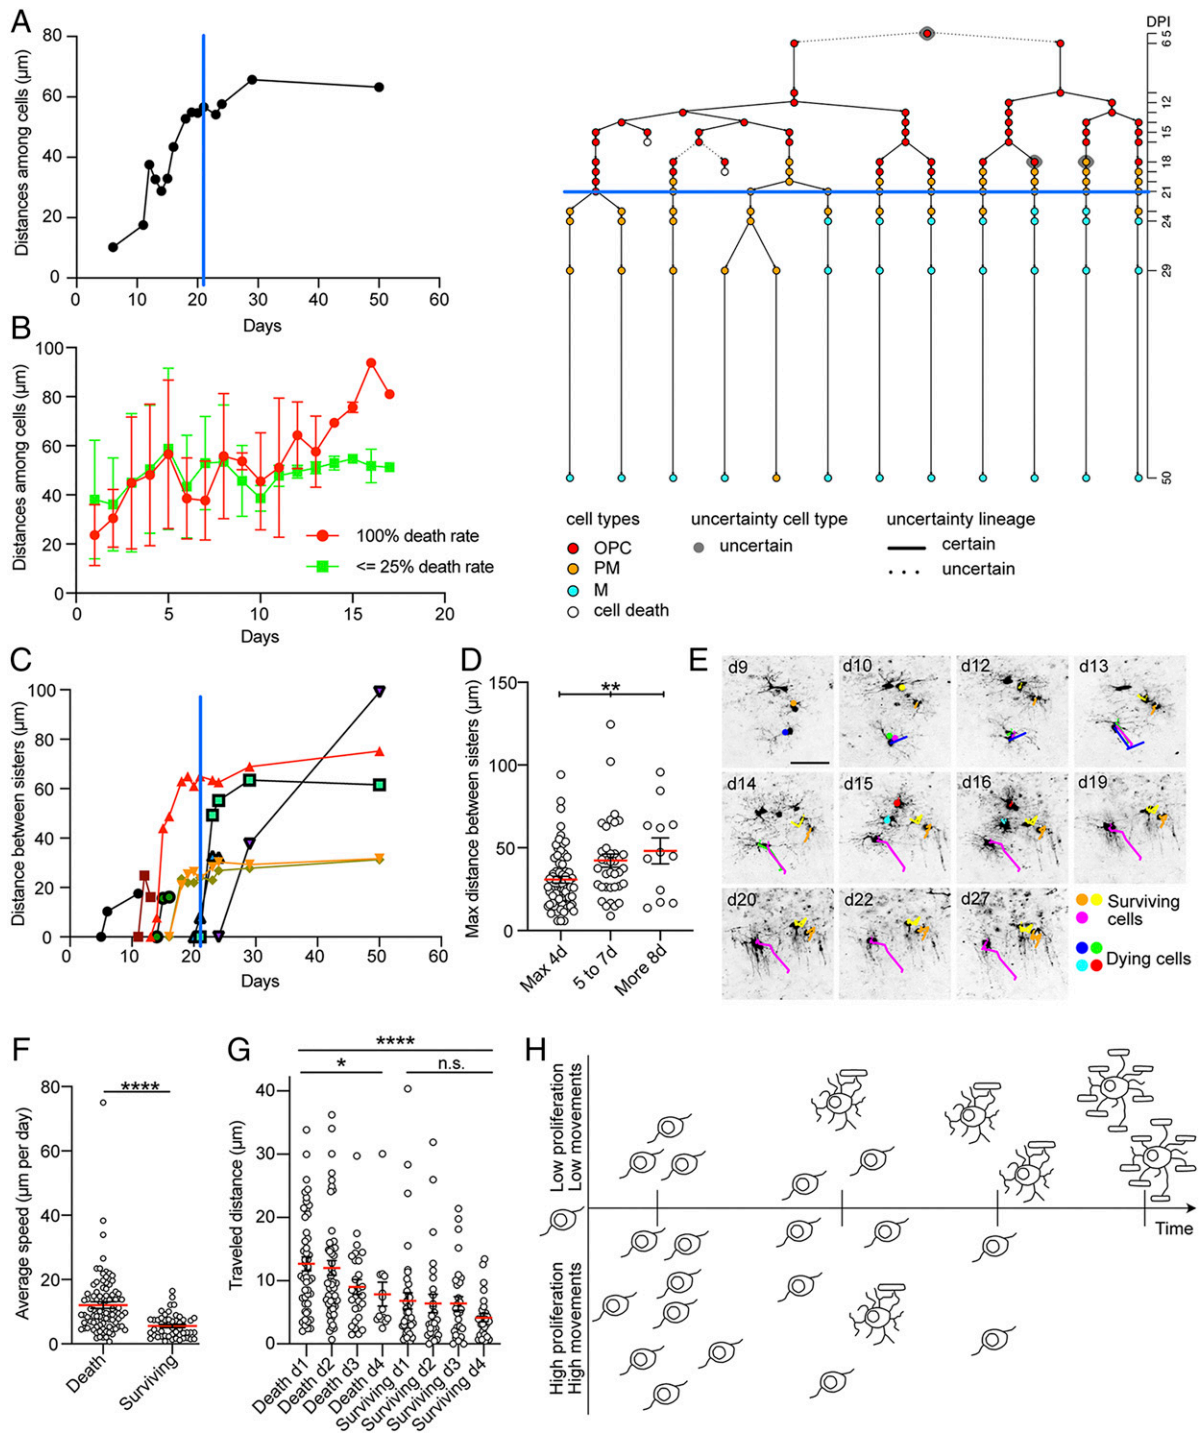 A
Distances among cells (µm)
80
60
40
20
0
0 10 20 30 40 50 60
Days
DPI
5
6
12
15
18
21
24
29
50
B
Distances among cells (µm)
100
80
60
40
20
0
0 5 10 15 20
Days
100% death rate
<= 25% death rate
cell types
OPC
PM
M
cell death
uncertainty cell type
uncertain
uncertainty lineage
certain
uncertain
C
Distance between sisters (µm)
100
80
60
40
20
0
0 10 20 30 40 50 60
Days
D
Max distance between sisters (µm)
150
100
50
0
**
Max 4d
5 to 7d
More 8d
E
d9
d10
d12
d13
d14
d15
d16
d19
d20
d22
d27
Surviving
cells
Dying cells
F
Average speed (µm per day)
80
60
40
20
0
****
Death
Surviving
G
Traveled distance (µm)
40
30
20
10
0
****
*
n.s.
Death d1
Death d2
Death d3
Death d4
Surviving d1
Surviving d2
Surviving d3
Surviving d4
H
Low proliferation
Low movements
High proliferation
High movements
Time